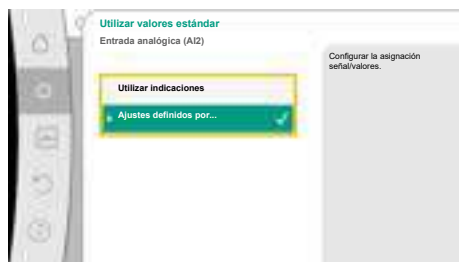 Utilizar valores estándar
Entrada analógica (AI2)
Configurar la asignación
señal/valores.
Utilizar indicaciones
Ajustes definidos por...